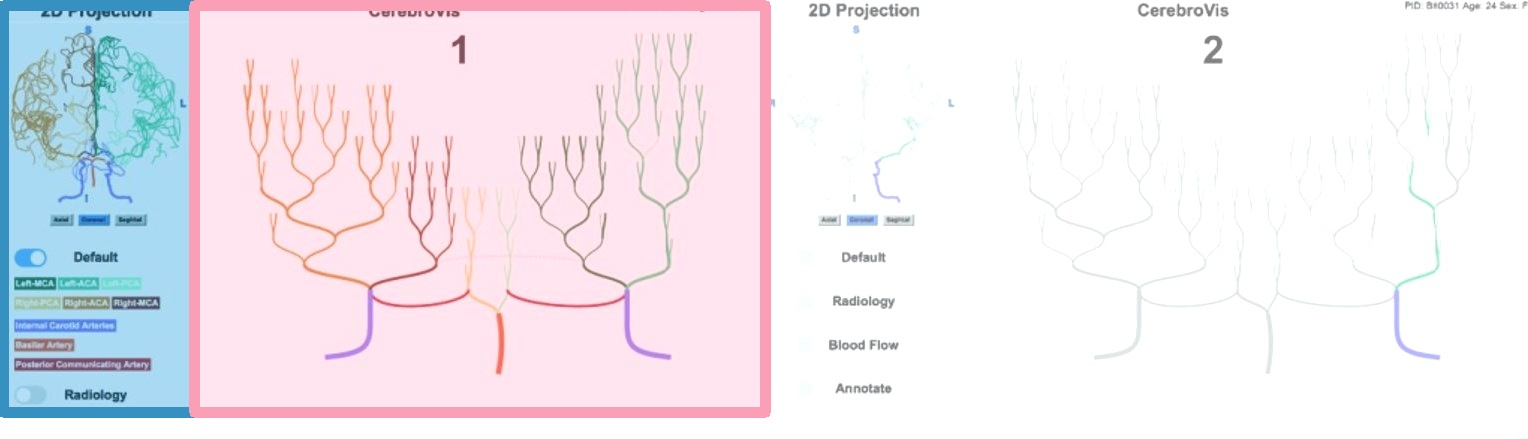 2D Projection
CerebroVis
1
S
L
I
Axial Coronal Sagittal
Default
Left-MCA Left-ACA Left-PCA
Right-PCA Right-ACA Right-MCA
Internal Carotid Arteries
Basilar Artery
Posterior Communicating Artery
Radiology
2D Projection
CerebroVis
PID: B#0031 Age: 24 Sex: F
2
S
R
L
I
Axial Coronal Sagittal
Default
Radiology
Blood Flow
Annotate